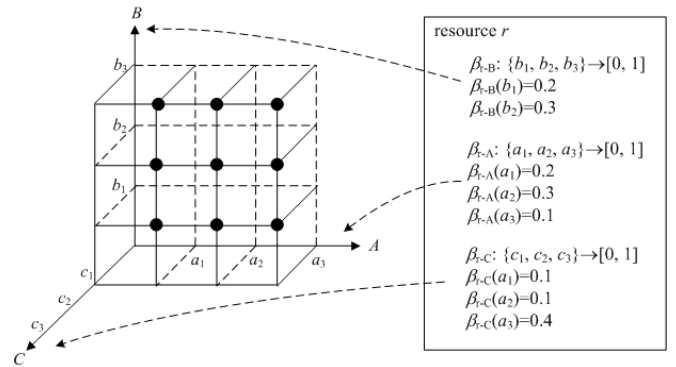 B
b₃
b₂
b₁
a₁
a₂
a₃
A
c₁
c₂
c₃
C
resource r
βr-B: {b₁, b₂, b₃}→[0, 1]
βr-B(b₁)=0.2
βr-B(b₂)=0.3
βr-A: {a₁, a₂, a₃}→[0, 1]
βr-A(a₁)=0.2
βr-A(a₂)=0.3
βr-A(a₃)=0.1
βr-C: {c₁, c₂, c₃}→[0, 1]
βr-C(a₁)=0.1
βr-C(a₂)=0.1
βr-C(a₃)=0.4